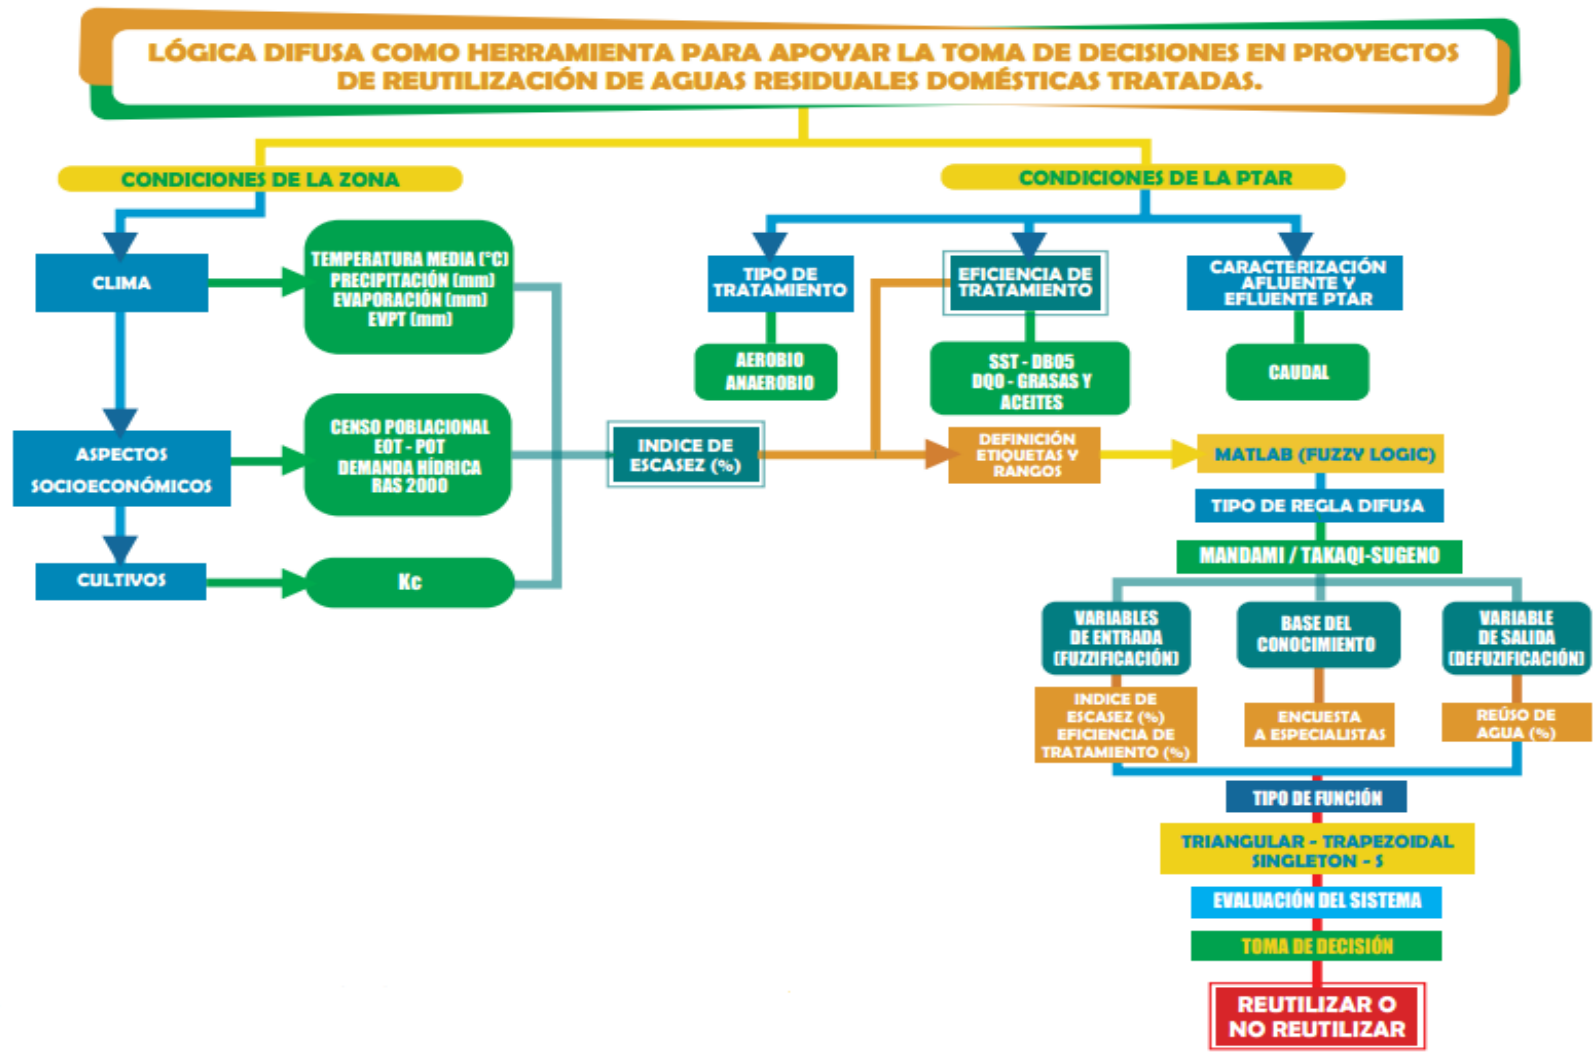 LÓGICA DIFUSA COMO HERRAMIENTA PARA APOYAR LA TOMA DE DECISIONES EN PROYECTOS
DE REUTILIZACIÓN DE AGUAS RESIDUALES DOMÉSTICAS TRATADAS.
CONDICIONES DE LA ZONA
CLIMA
TEMPERATURA MEDIA (°C)
PRECIPITACIÓN (mm)
EVAPORACIÓN (mm)
EVPT (mm)
ASPECTOS
SOCIOECONÓMICOS
CENSO POBLACIONAL
EOT - POT
DEMANDA HÍDRICA
RAS 2000
CULTIVOS
Kc
INDICE DE
ESCASEZ (%)
CONDICIONES DE LA PTAR
TIPO DE
TRATAMIENTO
AEROBIO
ANAEROBIO
EFICIENCIA DE
TRATAMIENTO
SST - DBO5
DQO - GRASAS Y
ACEITES
CARACTERIZACIÓN
AFLUENTE Y
EFLUENTE PTAR
CAUDAL
DEFINICIÓN
ETIQUETAS Y
RANGOS
MATLAB (FUZZY LOGIC)
TIPO DE REGLA DIFUSA
MANDAMI / TAKAQI-SUGENO
VARIABLES
DE ENTRADA
(FUZZIFICACIÓN)
INDICE DE
ESCASEZ (%)
EFICIENCIA DE
TRATAMIENTO (%)
BASE DEL
CONOCIMIENTO
ENCUESTA
A ESPECIALISTAS
VARIABLE
DE SALIDA
(DEFUZIFICACIÓN)
REÚSO DE
AGUA (%)
TIPO DE FUNCIÓN
TRIANGULAR - TRAPEZOIDAL
SINGLETON - S
EVALUACIÓN DEL SISTEMA
TOMA DE DECISIÓN
REUTILIZAR O
NO REUTILIZAR